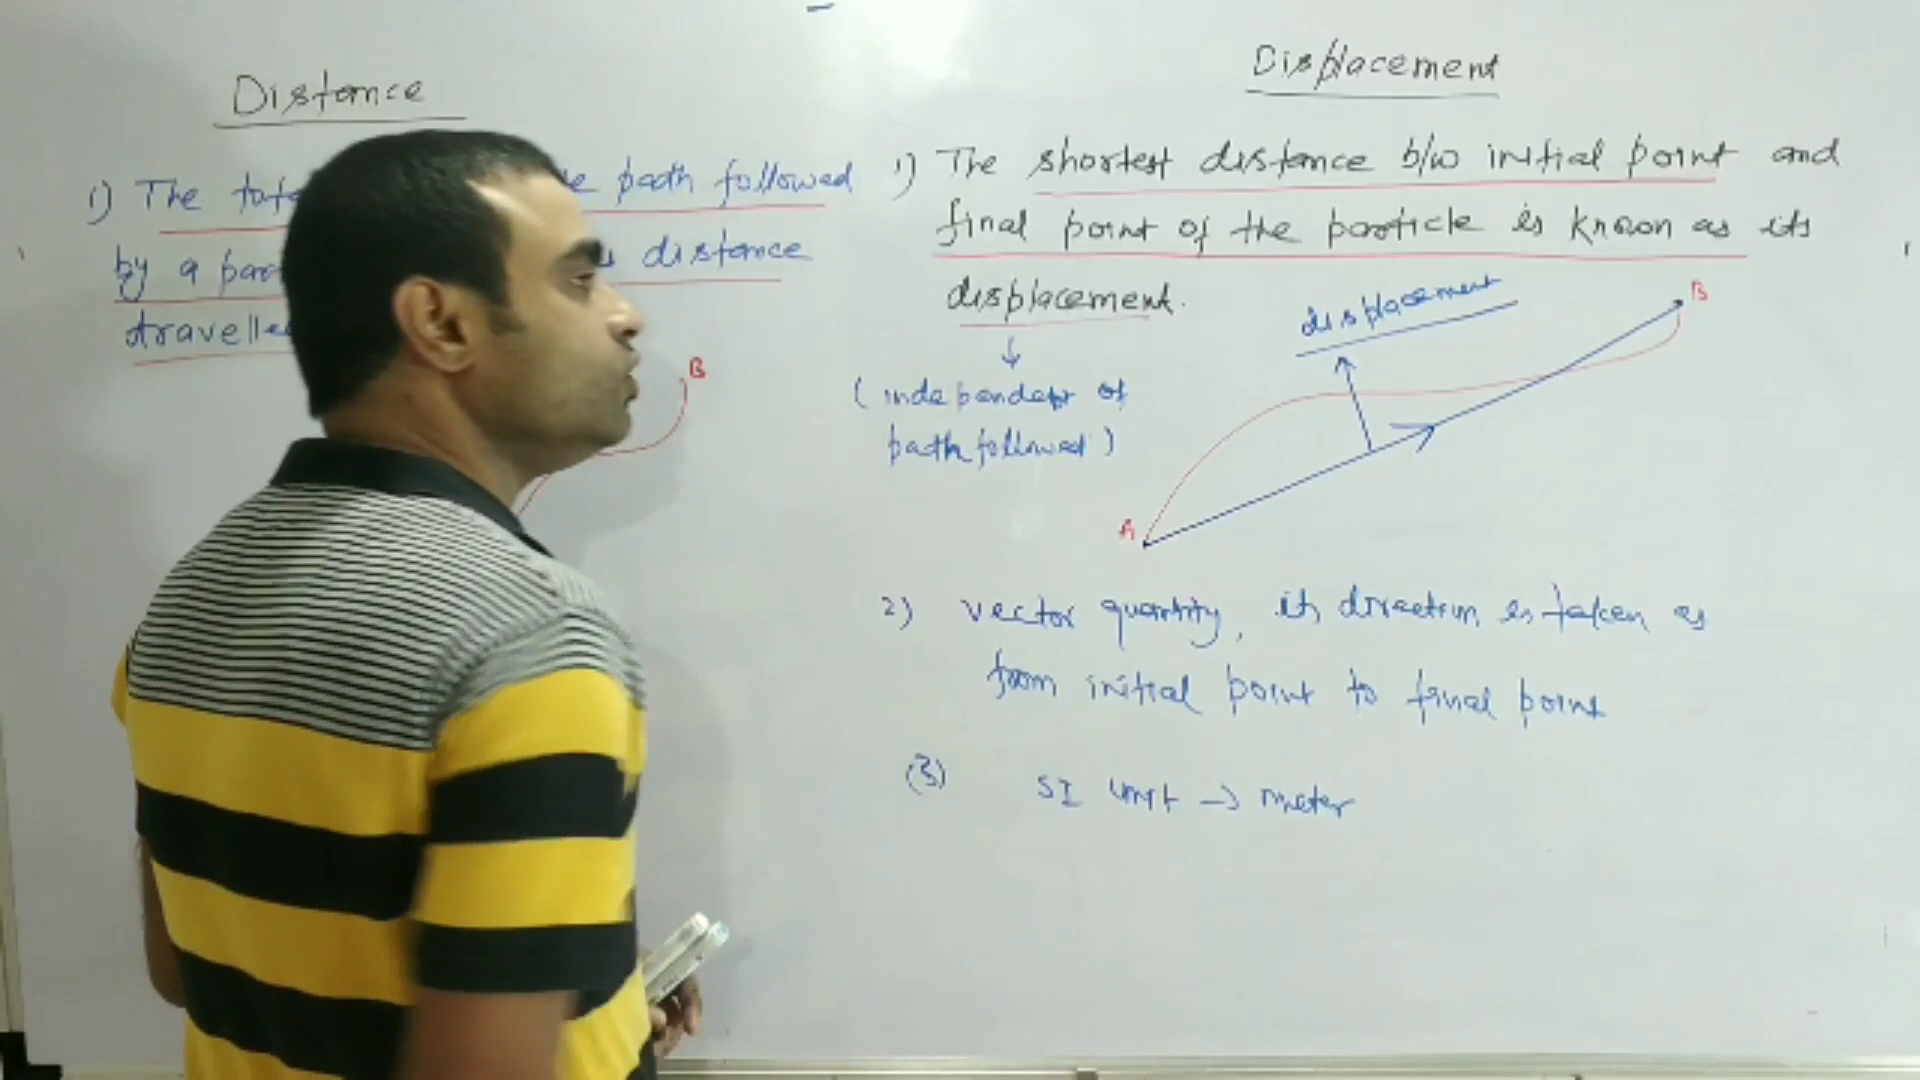 Distance
1) The path followed
by a distance
travelled
B
Displacement
1) The shortest distance b/w initial point and
final point of the particle is known as its
displacement.
(independent of
path followed)
displacement
B
A
2) vector quantity, its direction is taken as
from initial point to final point
(3) SI unit → meter